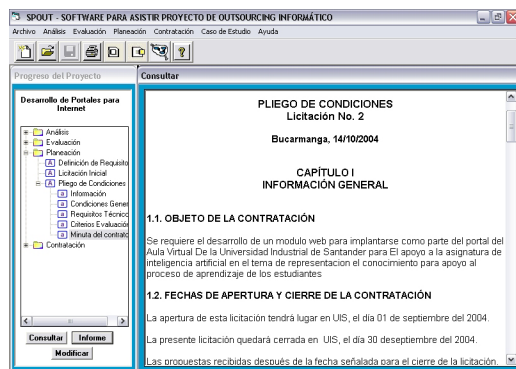 SPOUT - SOFTWARE PARA ASISTIR PROYECTO DE OUTSOURCING INFORMÁTICO
Archivo Análisis Evaluación Planeación Contratación Caso de Estudio Ayuda
Progreso del Proyecto
Consultar
Desarrollo de Portales para
Internet
Análisis
Evaluación
Planeación
Definición de Requisito
Licitación Inicial
Pliego de Condiciones
Información
Condiciones Gener
Requisitos Técnico
Criterios Evaluación
Minuta del contrato
Contratación
Consultar Informe
Modificar
PLIEGO DE CONDICIONES
Licitación No. 2
Bucarmanga, 14/10/2004
CAPÍTULO I
INFORMACIÓN GENERAL
1.1. OBJETO DE LA CONTRATACIÓN
Se requiere el desarrollo de un modulo web para implantarse como parte del portal del
Aula Virtual De la Universidad Industrial de Santander para El apoyo a la asignatura de
inteligencia artificial en el tema de representacion el conocimiento para apoyo al
proceso de aprendizaje de los estudiantes
1.2. FECHAS DE APERTURA Y CIERRE DE LA CONTRATACIÓN
La apertura de esta licitación tendrá lugar en UIS, el día 01 de septiembre del 2004.
La presente licitación quedará cerrada en UIS, el día 30 deseptiembre del 2004.
Las propuestas recibidas después de la fecha señalada para el cierre de la licitación.